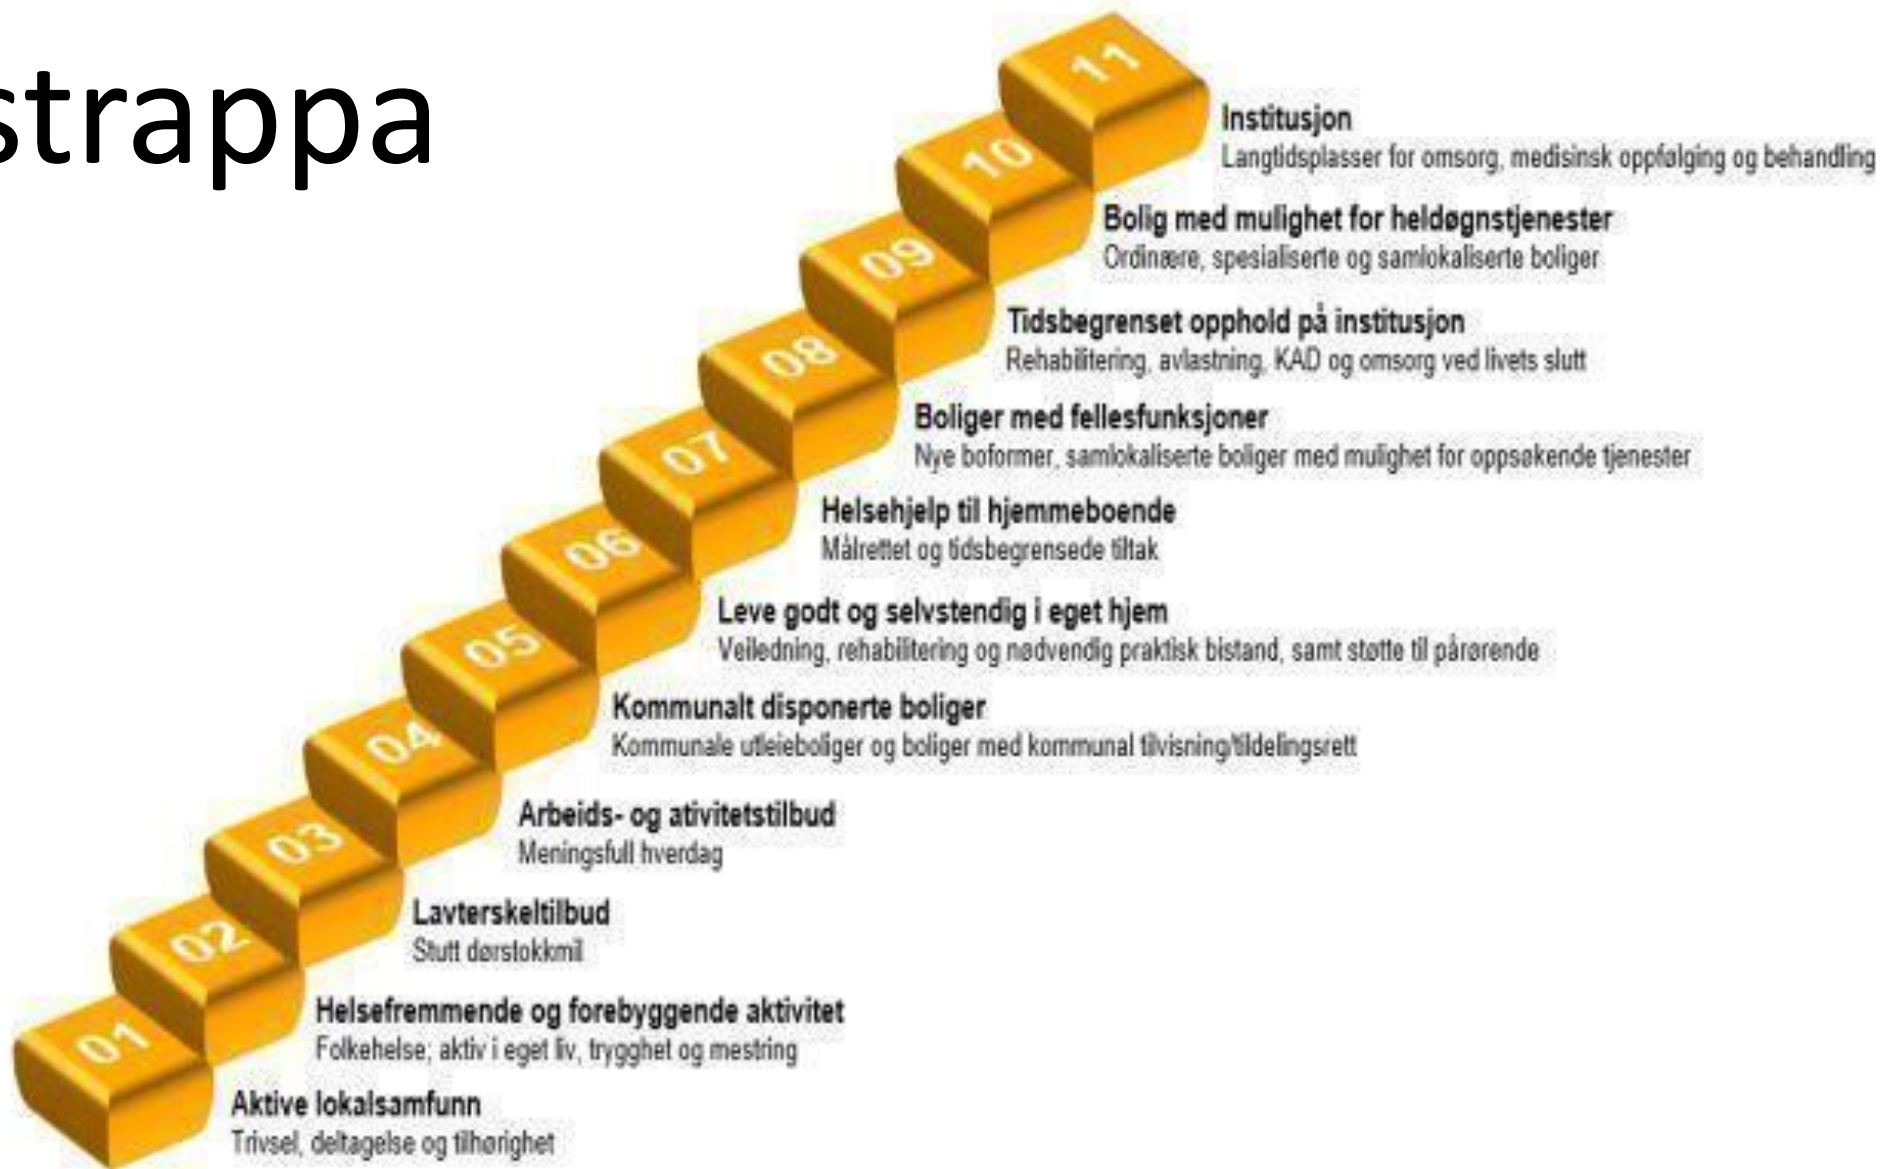 strappa
11
Institusjon
Langtidsplasser for omsorg, medisinsk oppfølging og behandling
10
Bolig med mulighet for heldøgnstjenester
Ordinære, spesialiserte og samlokaliserte boliger
09
Tidsbegrenset opphold på institusjon
Rehabilitering, avlastning, KAD og omsorg ved livets slutt
08
Boliger med fellesfunksjoner
Nye boformer, samlokaliserte boliger med mulighet for oppsøkende tjenester
07
Helsehjelp til hjemmeboende
Målrettet og tidsbegrensede tiltak
06
Leve godt og selvstendig i eget hjem
Veiledning, rehabilitering og nødvendig praktisk bistand, samt støtte til pårørende
05
Kommunalt disponerte boliger
Kommunale utleieboliger og boliger med kommunal tilvisning/tildelingsrett
04
Arbeids- og ativitetstilbud
Meningsfull hverdag
03
Lavterskeltilbud
Stutt dørstokkmil
02
Helsefremmende og forebyggende aktivitet
Folkehelse; aktiv i eget liv, trygghet og mestring
01
Aktive lokalsamfunn
Trivsel, deltagelse og tilhørighet